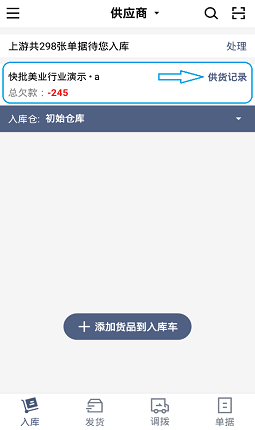 供应商
上游共298张单据待您入库 处理
快批美业行业演示·a 供货记录
总欠款：-245
入库仓: 初始仓库
添加货品到入库车
入库 发货 调拨 单据